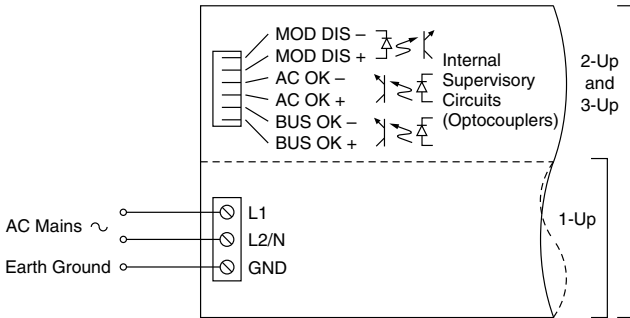 MOD DIS –
MOD DIS +
AC OK –
AC OK +
BUS OK –
BUS OK +
Internal
Supervisory
Circuits
(Optocouplers)
2-Up
and
3-Up
1-Up
AC Mains ∼
Earth Ground
L1
L2/N
GND